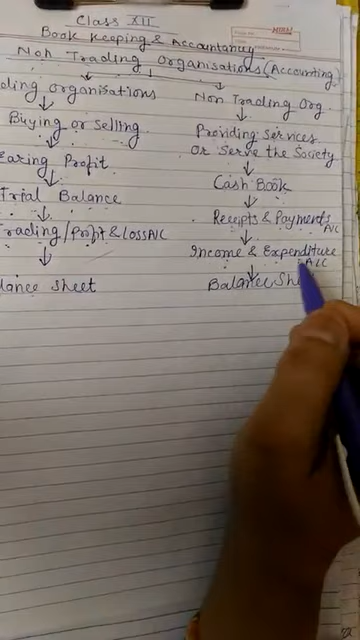 Class XII
Book Keeping & Accountancy
Non Trading Organisations (Accounting)
ding organisations
Non Trading Org.
Buying or Selling
Providing Services
or Serve the Society
earing Profit
Cash Book
Trial Balance
Receipts & Payments A/C
rading/Profit & Loss A/C
Income & Expenditure A/C
lance Sheet
Balance She